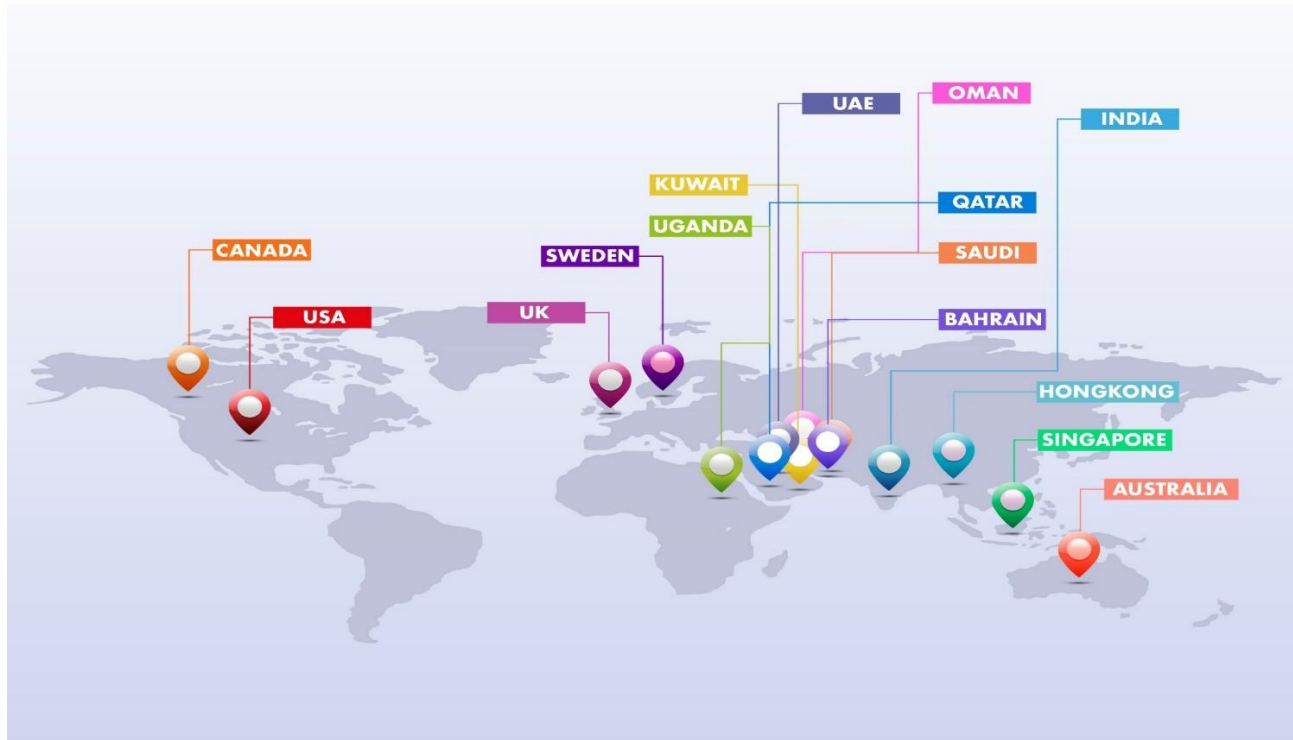 UAE
OMAN
INDIA
KUWAIT
QATAR
UGANDA
CANADA
SWEDEN
SAUDI
USA
UK
BAHRAIN
HONGKONG
SINGAPORE
AUSTRALIA